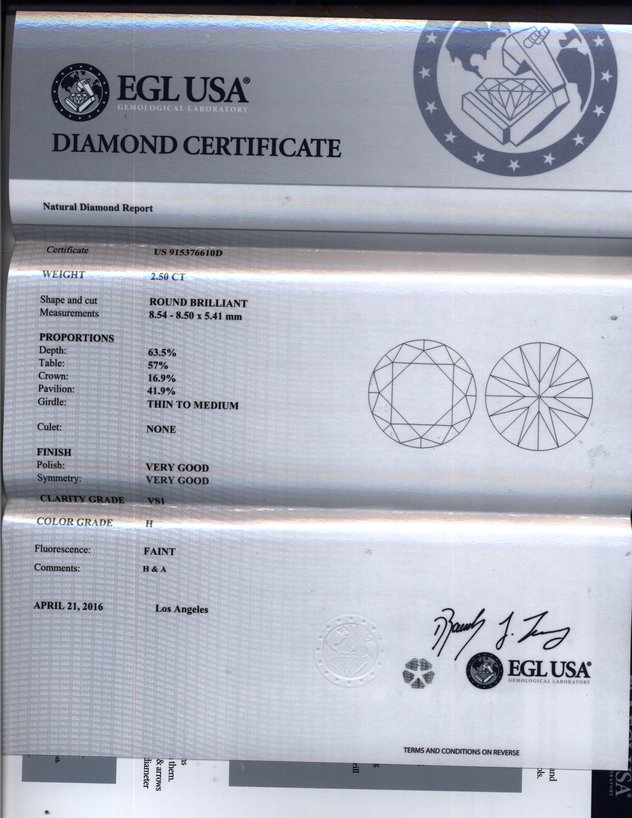 EGL USA®
GEMOLOGICAL LABORATORY
DIAMOND CERTIFICATE
Natural Diamond Report
Certificate US 915376610D
WEIGHT 2.50 CT
Shape and cut ROUND BRILLIANT
Measurements 8.54 - 8.50 x 5.41 mm
PROPORTIONS
Depth: 63.5%
Table: 57%
Crown: 16.9%
Pavilion: 41.9%
Girdle: THIN TO MEDIUM
Culet: NONE
FINISH
Polish: VERY GOOD
Symmetry: VERY GOOD
CLARITY GRADE VS1
COLOR GRADE H
Fluorescence: FAINT
Comments: H & A
APRIL 21, 2016 Los Angeles
EGL USA®
GEMOLOGICAL LABORATORY
TERMS AND CONDITIONS ON REVERSE
them.
& arrows
diameter
and
USA®